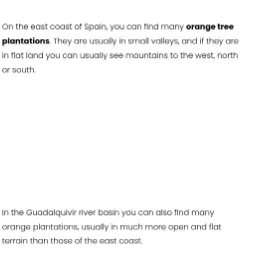 On the east coast of Spain, you can find many orange tree
plantations. They are usually in small valleys, and if they are
in flat land you can usually see mountains to the west, north
or south.
In the Guadalquivir river basin you can also find many
orange plantations, usually in much more open and flat
terrain than those of the east coast.